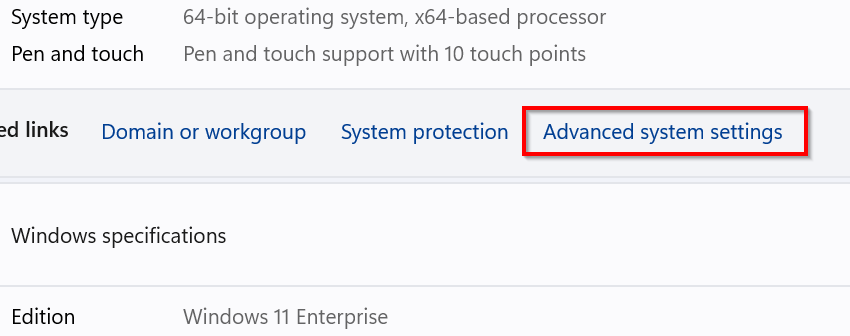 System type 64-bit operating system, x64-based processor
Pen and touch Pen and touch support with 10 touch points
ed links Domain or workgroup System protection Advanced system settings
Windows specifications
Edition Windows 11 Enterprise